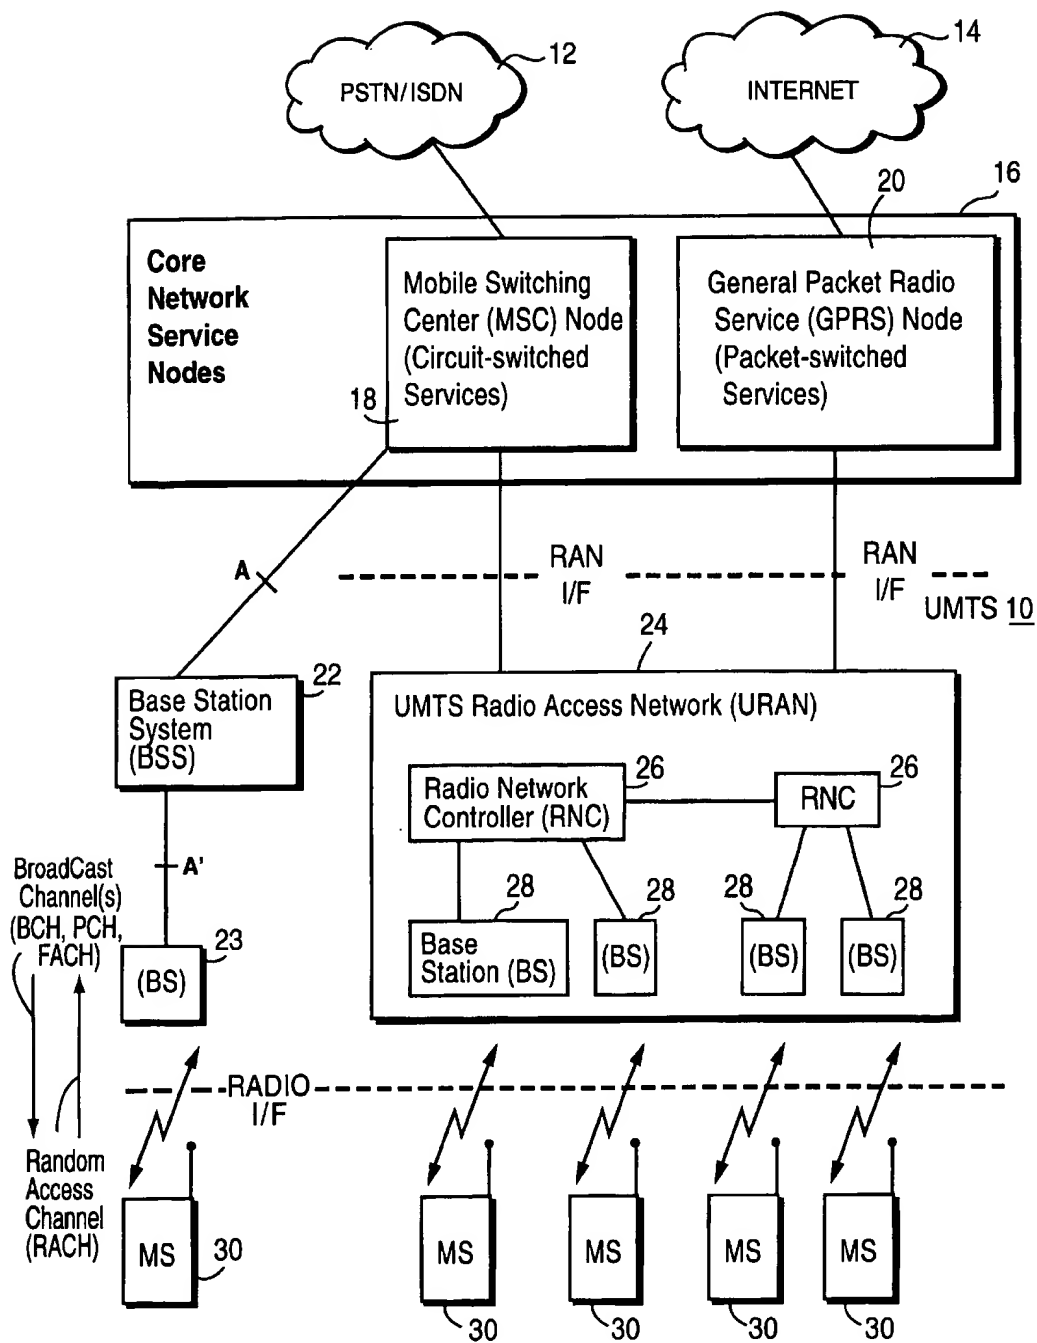 12
14
PSTN/ISDN
INTERNET
20
16
Core
Network
Service
Nodes
Mobile Switching
Center (MSC) Node
(Circuit-switched
Services)
18
General Packet Radio
Service (GPRS) Node
(Packet-switched
Services)
A
RAN
I/F
RAN
I/F
UMTS 10
22
24
Base Station
System
(BSS)
UMTS Radio Access Network (URAN)
Radio Network
Controller (RNC)
26
RNC
26
A'
BroadCast
Channel(s)
(BCH, PCH,
FACH)
23
(BS)
28
Base
Station (BS)
28
(BS)
28
(BS)
28
(BS)
RADIO
I/F
Random
Access
Channel
(RACH)
MS
30
MS
30
MS
30
MS
30
MS
30